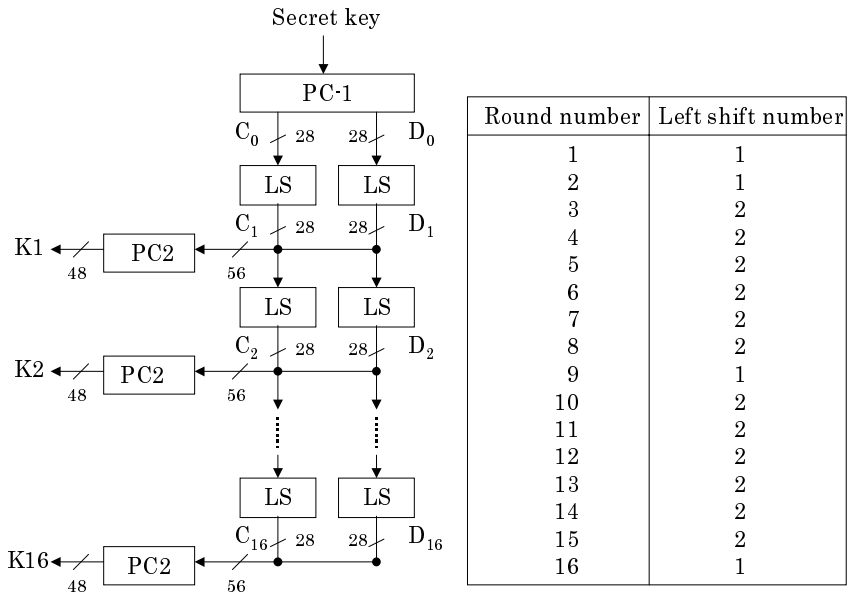 Secret key
PC-1
C0 28 28 D0
LS LS
C1 28 28 D1
K1 48 PC2 56
LS LS
C2 28 28 D2
K2 48 PC2 56
LS LS
C16 28 28 D16
K16 48 PC2 56
Round number Left shift number
1 1
2 1
3 2
4 2
5 2
6 2
7 2
8 2
9 1
10 2
11 2
12 2
13 2
14 2
15 2
16 1